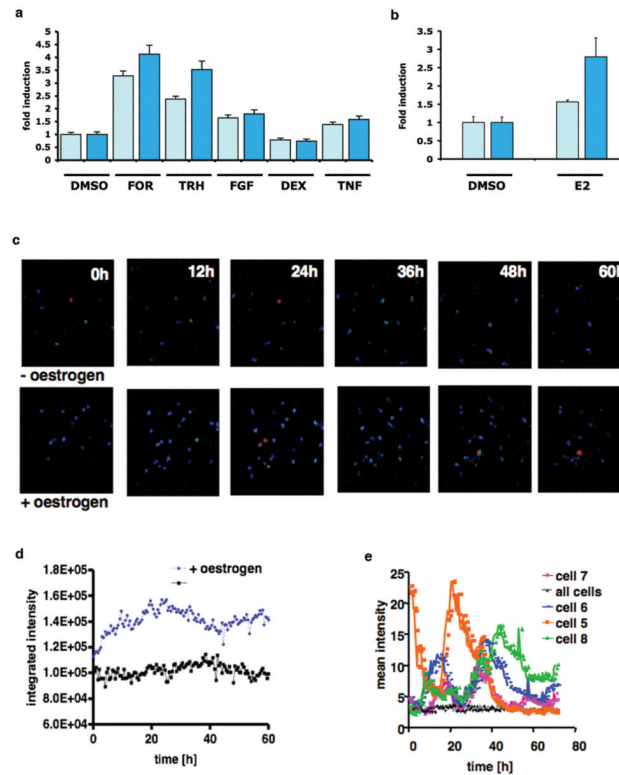 a
fold induction
5
4.5
4
3.5
3
2.5
2
1.5
1
0.5
0
DMSO FOR TRH FGF DEX TNF
b
Fold induction
3.5
3
2.5
2
1.5
1
0.5
0
DMSO E2
c
0h 12h 24h 36h 48h 60h
- oestrogen
+ oestrogen
d
integrated intensity
1.8E+05
1.6E+05
1.4E+05
1.2E+05
1.0E+05
8.0E+04
6.0E+04
0 20 40 60
time [h]
+ oestrogen
e
mean intensity
25
20
15
10
5
0
0 20 40 60 80
time [h]
cell 7
all cells
cell 6
cell 5
cell 8